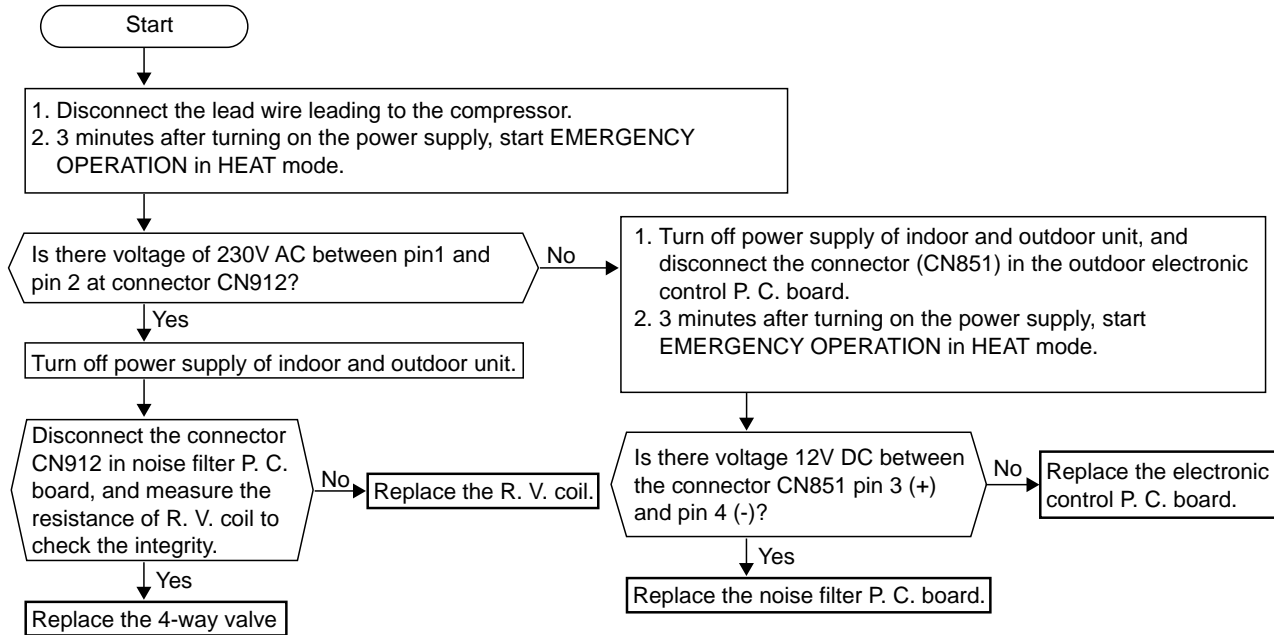 Start
1. Disconnect the lead wire leading to the compressor.
2. 3 minutes after turning on the power supply, start EMERGENCY
OPERATION in HEAT mode.
Is there voltage of 230V AC between pin1 and
pin 2 at connector CN912?
No
Yes
Turn off power supply of indoor and outdoor unit.
Disconnect the connector
CN912 in noise filter P. C.
board, and measure the
resistance of R. V. coil to
check the integrity.
No
Replace the R. V. coil.
Yes
Replace the 4-way valve
1. Turn off power supply of indoor and outdoor unit, and
disconnect the connector (CN851) in the outdoor electronic
control P. C. board.
2. 3 minutes after turning on the power supply, start
EMERGENCY OPERATION in HEAT mode.
Is there voltage 12V DC between
the connector CN851 pin 3 (+)
and pin 4 (-)?
No
Replace the electronic
control P. C. board.
Yes
Replace the noise filter P. C. board.